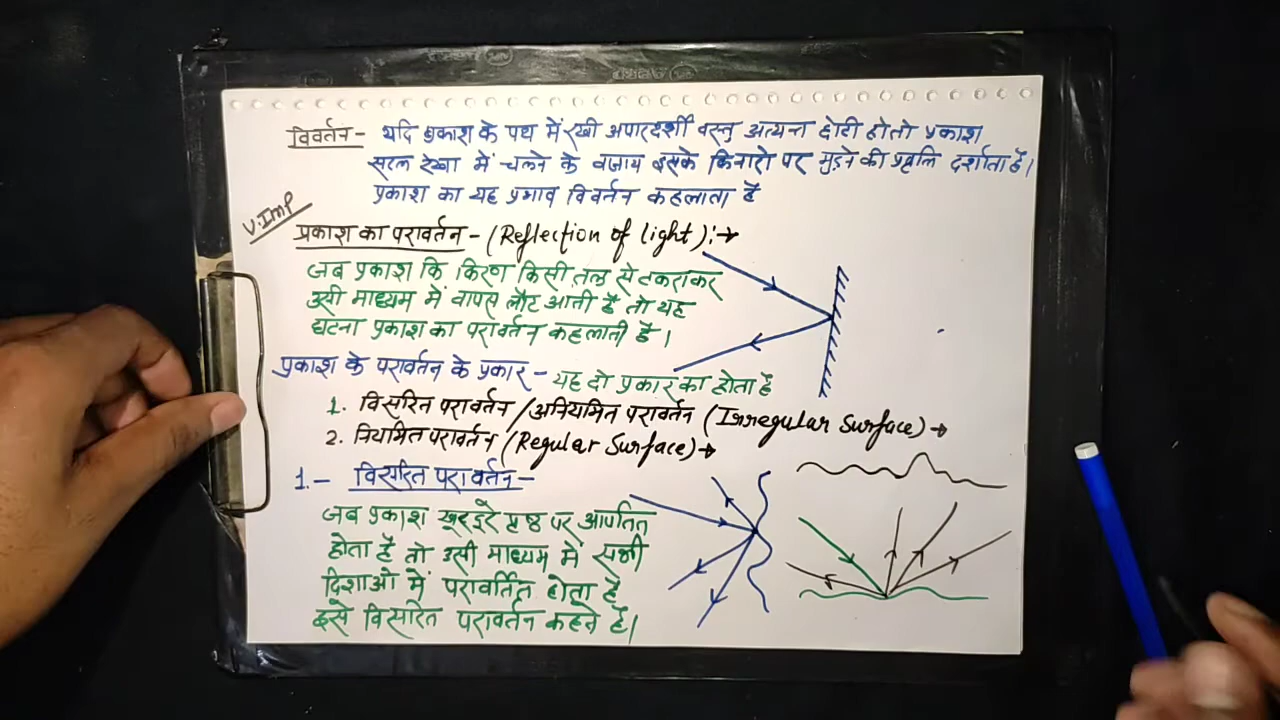 विवर्तन - यदि प्रकाश के पथ में रखी अपारदर्शी वस्तु अत्यन्त छोटी हो तो प्रकाश
सरल रेखा में चलने के बजाय इसके किनारो पर मुड़ने की प्रवृत्ति दर्शाता है।
प्रकाश का यह प्रभाव विवर्तन कहलाता है
V.Imp
प्रकाश का परावर्तन - (Reflection of light) :→
जब प्रकाश कि किरण किसी तल से टकराकर
उसी माध्यम में वापस लौट आती है तो यह
घटना प्रकाश का परावर्तन कहलाती है।
प्रकाश के परावर्तन के प्रकार - यह दो प्रकार का होता है
1. विसरित परावर्तन / अनियमित परावर्तन (Irregular Surface) →
2. नियमित परावर्तन (Regular Surface) →
1. - विसरित परावर्तन -
जब प्रकाश खुरदुरे पृष्ठ पर आपतित
होता है तो उसी माध्यम में सभी
दिशाओ में परावर्तित होता है
इसे विसरित परावर्तन कहते है।